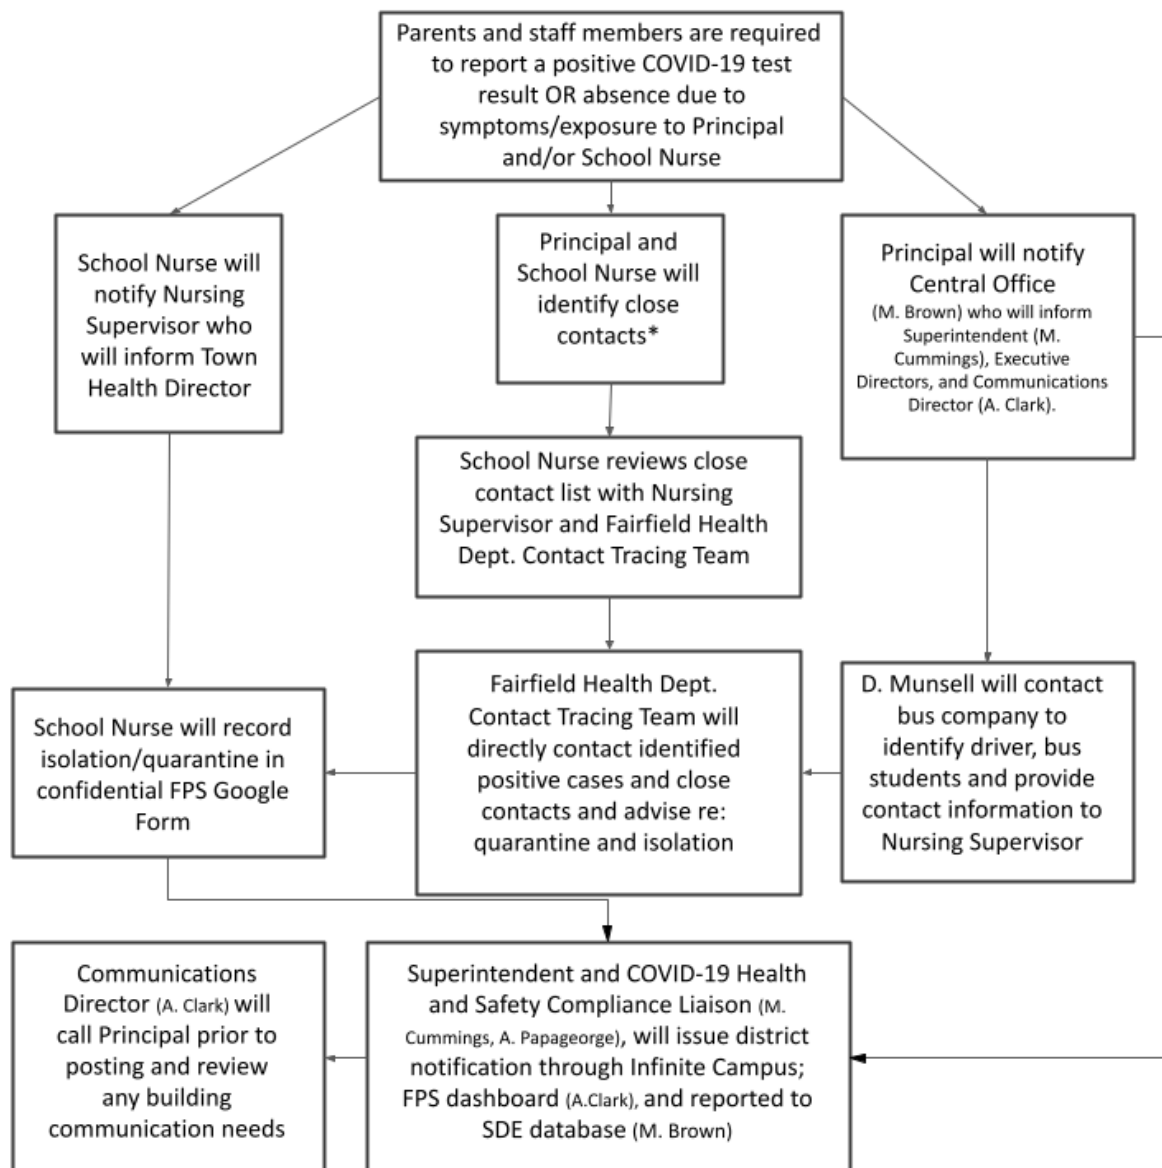 Parents and staff members are required
to report a positive COVID-19 test
result OR absence due to
symptoms/exposure to Principal
and/or School Nurse
School Nurse will
notify Nursing
Supervisor who
will inform Town
Health Director
Principal and
School Nurse will
identify close
contacts*
Principal will notify
Central Office
(M. Brown) who will inform
Superintendent (M.
Cummings), Executive
Directors, and Communications
Director (A. Clark).
School Nurse reviews close
contact list with Nursing
Supervisor and Fairfield Health
Dept. Contact Tracing Team
School Nurse will record
isolation/quarantine in
confidential FPS Google
Form
Fairfield Health Dept.
Contact Tracing Team will
directly contact identified
positive cases and close
contacts and advise re:
quarantine and isolation
D. Munsell will contact
bus company to
identify driver, bus
students and provide
contact information to
Nursing Supervisor
Communications
Director (A. Clark) will
call Principal prior to
posting and review
any building
communication needs
Superintendent and COVID-19 Health
and Safety Compliance Liaison (M.
Cummings, A. Papageorge), will issue district
notification through Infinite Campus;
FPS dashboard (A.Clark), and reported to
SDE database (M. Brown)